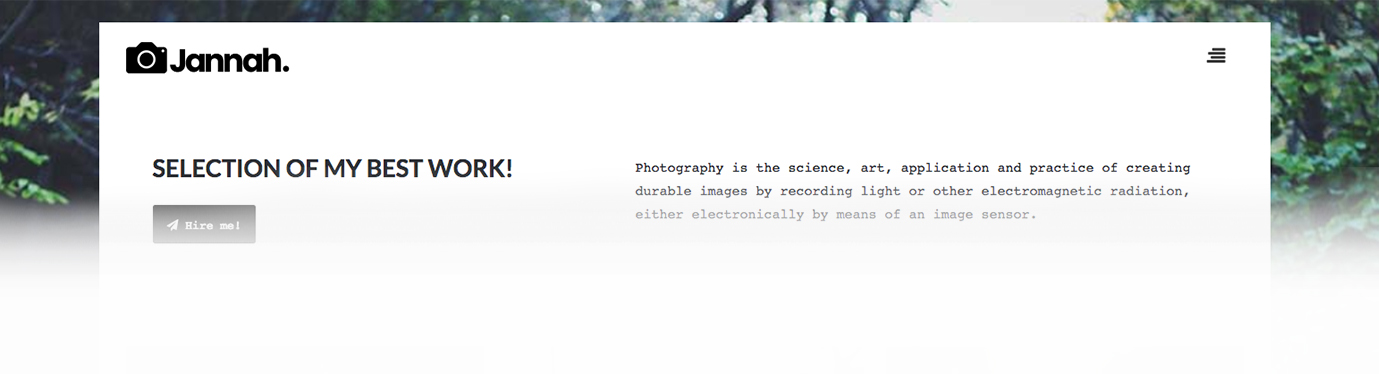 Jannah.
SELECTION OF MY BEST WORK!
Hire me!
Photography is the science, art, application and practice of creating
durable images by recording light or other electromagnetic radiation,
either electronically by means of an image sensor.